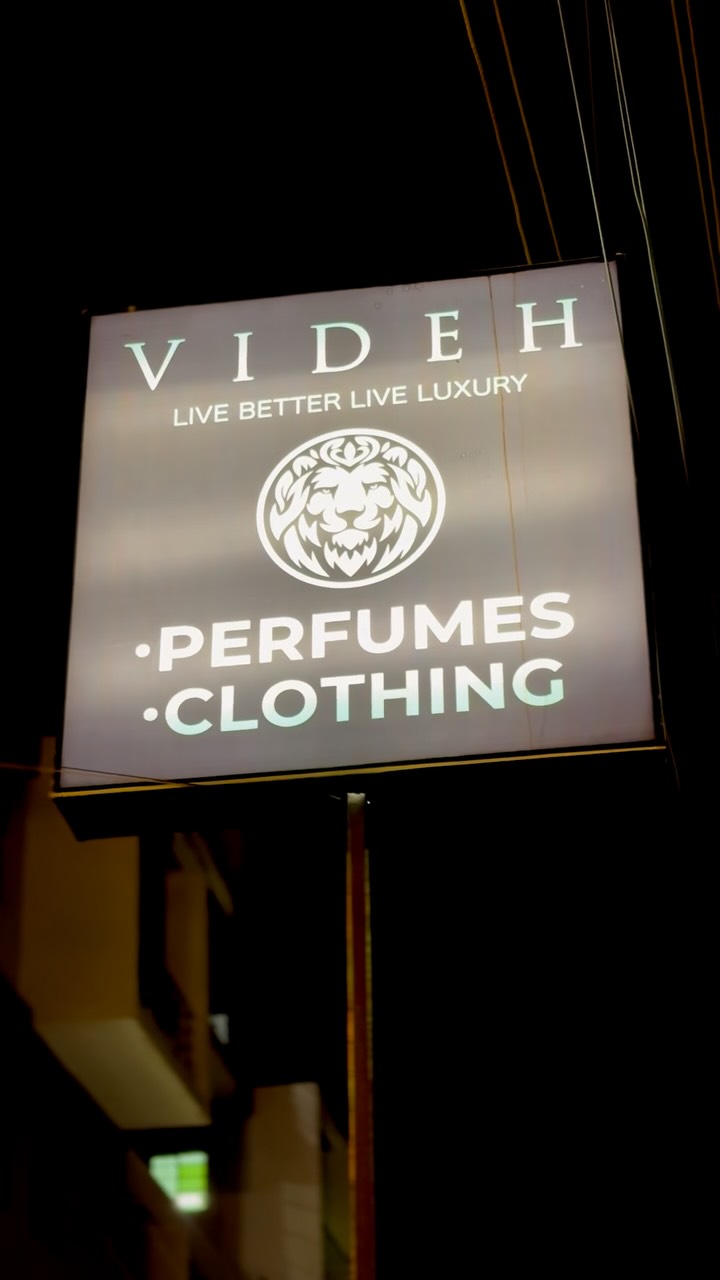 VIDEH
LIVE BETTER LIVE LUXURY
•PERFUMES
•CLOTHING